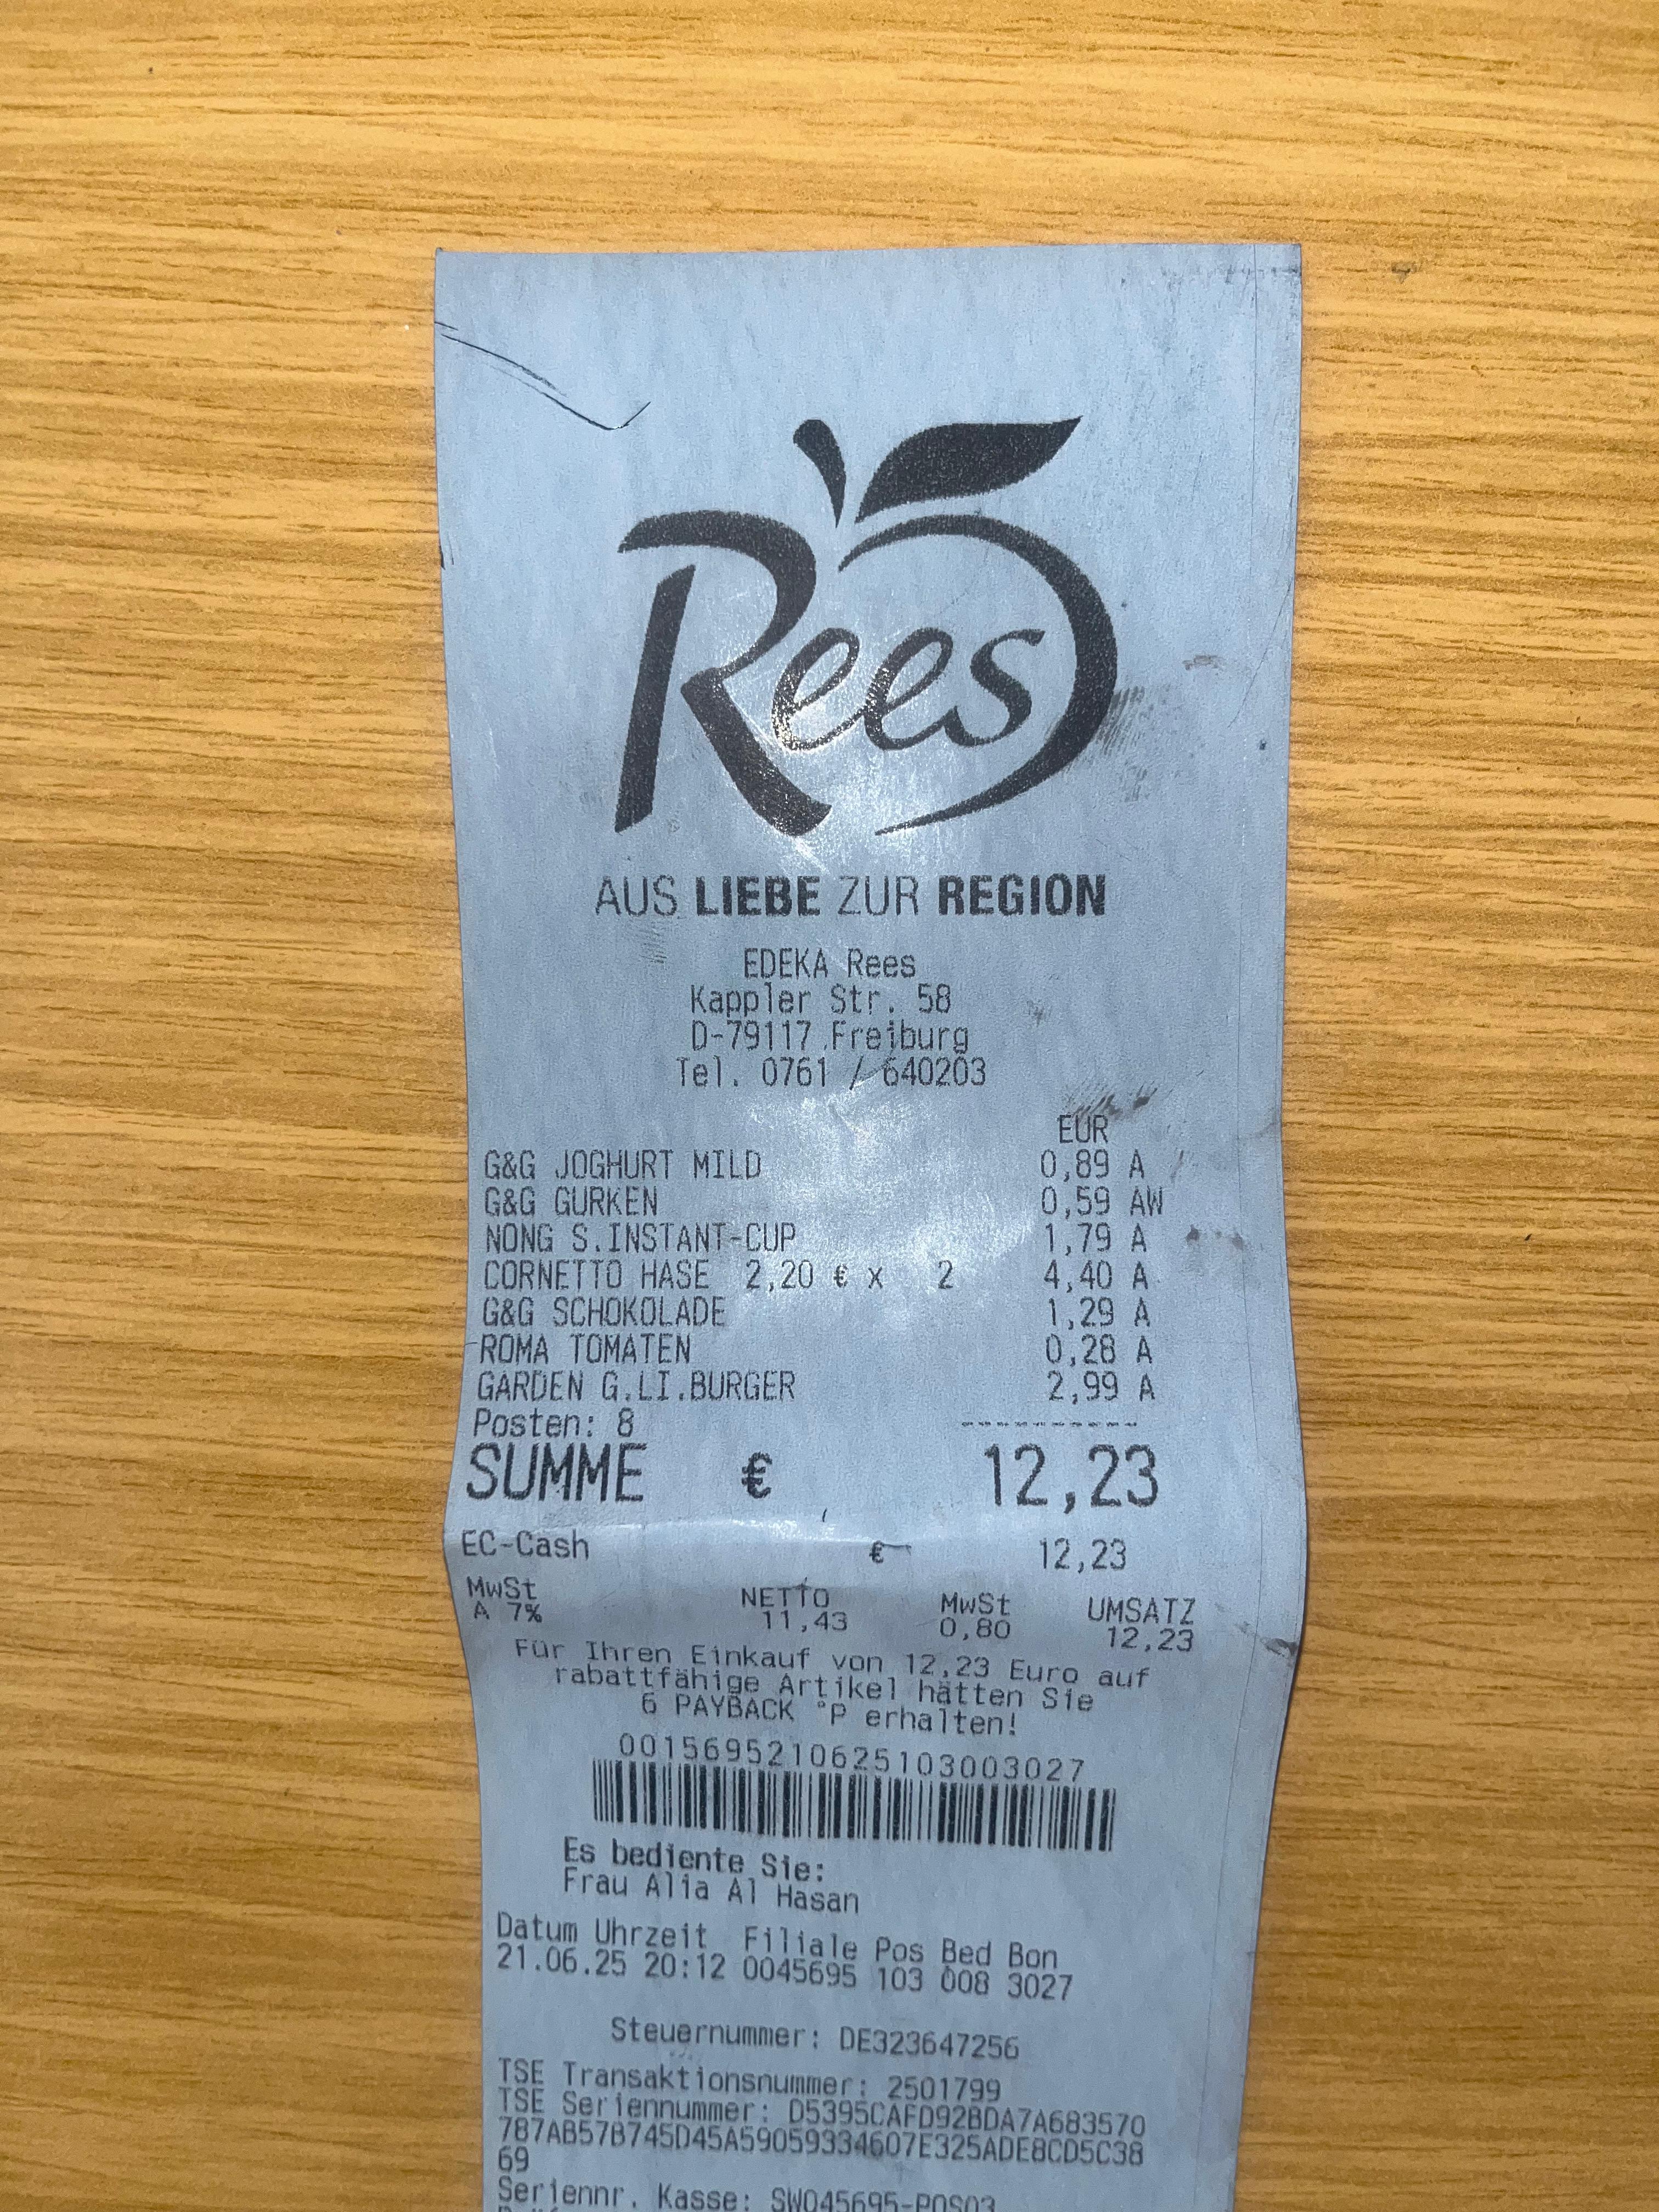 Rees
AUS LIEBE ZUR REGION
EDEKA Rees
Kappler Str. 58
D-79117 Freiburg
Tel. 0761 / 640203
EUR
G&G JOGHURT MILD 0,89 A
G&G GURKEN 0,59 AW
NONG S.INSTANT-CUP 1,79 A
CORNETTO HASE 2,20 € x 2 4,40 A
G&G SCHOKOLADE 1,29 A
ROMA TOMATEN 0,28 A
GARDEN G.LI.BURGER 2,99 A
Posten: 8 ----------
SUMME € 12,23
EC-Cash € 12,23
MwSt NETTO MwSt UMSATZ
A 7% 11,43 0,80 12,23
Für Ihren Einkauf von 12,23 Euro auf
rabattfähige Artikel hätten Sie
6 PAYBACK °P erhalten!
00156952106251030​03027
Es bediente Sie:
Frau Alia Al Hasan
Datum Uhrzeit Filiale Pos Bed Bon
21.06.25 20:12 0045695 103 008 3027
Steuernummer: DE323647256
TSE Transaktionsnummer: 2501799
TSE Seriennummer: D5395CAFD92BDA7A683570
787AB57B745D45A59059334607E325ADE8CD5C38
69
Seriennr. Kasse: SW045695-POS03